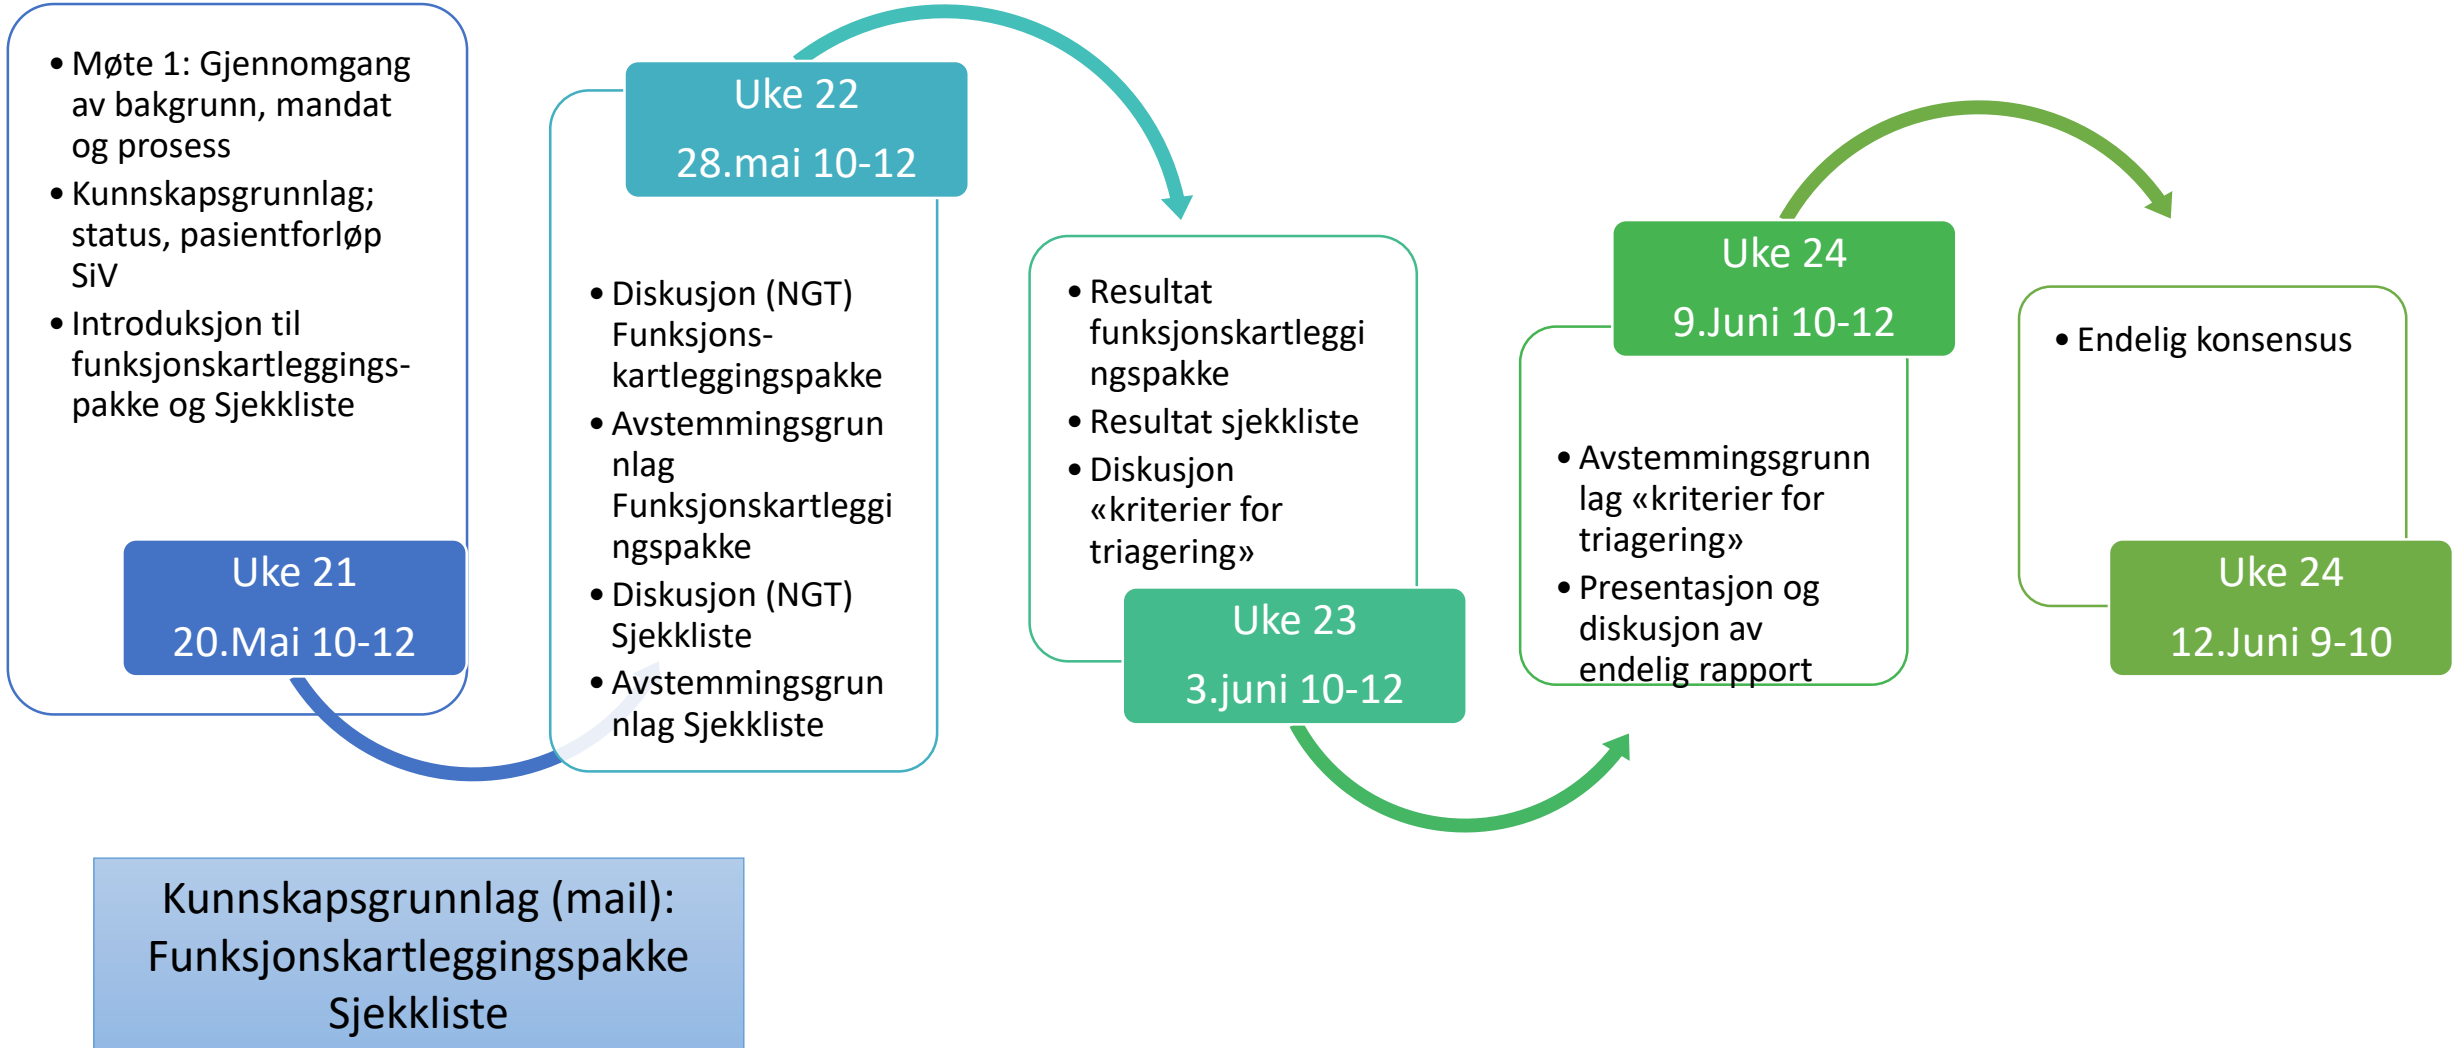 • Møte 1: Gjennomgang
av bakgrunn, mandat
og prosess
• Kunnskapsgrunnlag;
status, pasientforløp
SiV
• Introduksjon til
funksjonskartleggings-
pakke og Sjekkliste
Uke 21
20.Mai 10-12
Uke 22
28.mai 10-12
• Diskusjon (NGT)
Funksjons-
kartleggingspakke
• Avstemmingsgrun
nlag
Funksjonskartleggi
ngspakke
• Diskusjon (NGT)
Sjekkliste
• Avstemmingsgrun
nlag Sjekkliste
• Resultat
funksjonskartleggi
ngspakke
• Resultat sjekkliste
• Diskusjon
«kriterier for
triagering»
Uke 23
3.juni 10-12
Uke 24
9.Juni 10-12
• Avstemmingsgrunn
lag «kriterier for
triagering»
• Presentasjon og
diskusjon av
endelig rapport
• Endelig konsensus
Uke 24
12.Juni 9-10
Kunnskapsgrunnlag (mail):
Funksjonskartleggingspakke
Sjekkliste